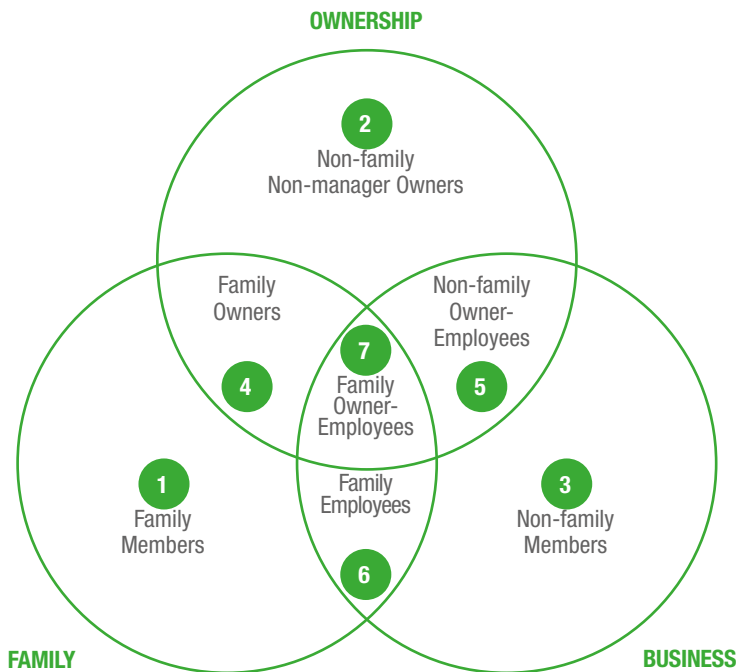 OWNERSHIP
2
Non-family
Non-manager Owners
Family
Owners
4
Non-family
Owner-
Employees
5
7
Family
Owner-
Employees
1
Family
Members
Family
Employees
6
3
Non-family
Members
FAMILY
BUSINESS